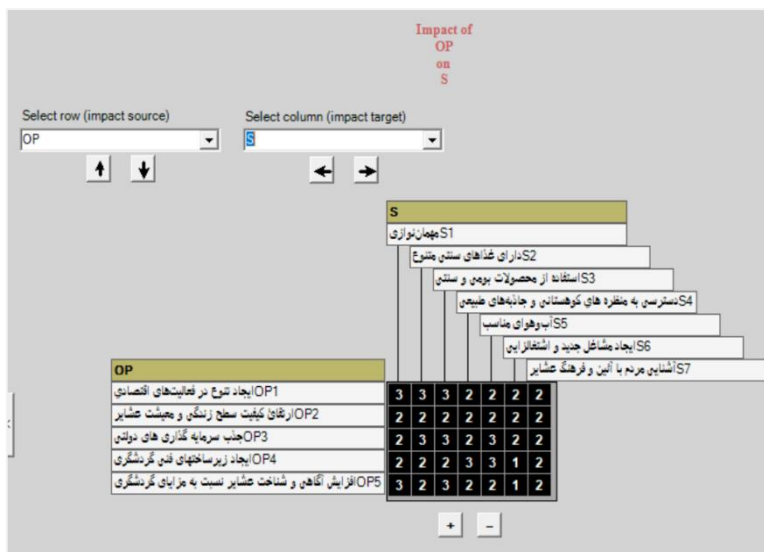 Impact of
OP
on
S
Select row (impact source)
Select column (impact target)
OP
S
S
S1مهمان‌نوازی
S2دارای غذاهای سنتی متنوع
S3استفاده از محصولات بومی و سنتی
S4دسترسی به منظره های کوهستانی و جاذبه‌های طبیعی
S5آب‌وهوای مناسب
S6ایجاد مشاغل جدید و اشتغالزایی
S7آشنایی مردم با آئین و فرهنگ عشایر
OP
OP1ایجاد تنوع در فعالیت‌های اقتصادی 3 3 3 2 2 2 2
OP2ارتقائ کیفیت سطح زندگی و معیشت عشایر 2 2 2 2 2 2 2
OP3جذب سرمایه گذاری های دولتی 2 3 3 2 3 2 2
OP4ایجاد زیرساختهای فنی گردشگری 2 2 2 3 3 1 2
OP5افزایش آگاهی و شناخت عشایر نسبت به مزایای گردشگری 3 2 3 2 2 1 2
+ -